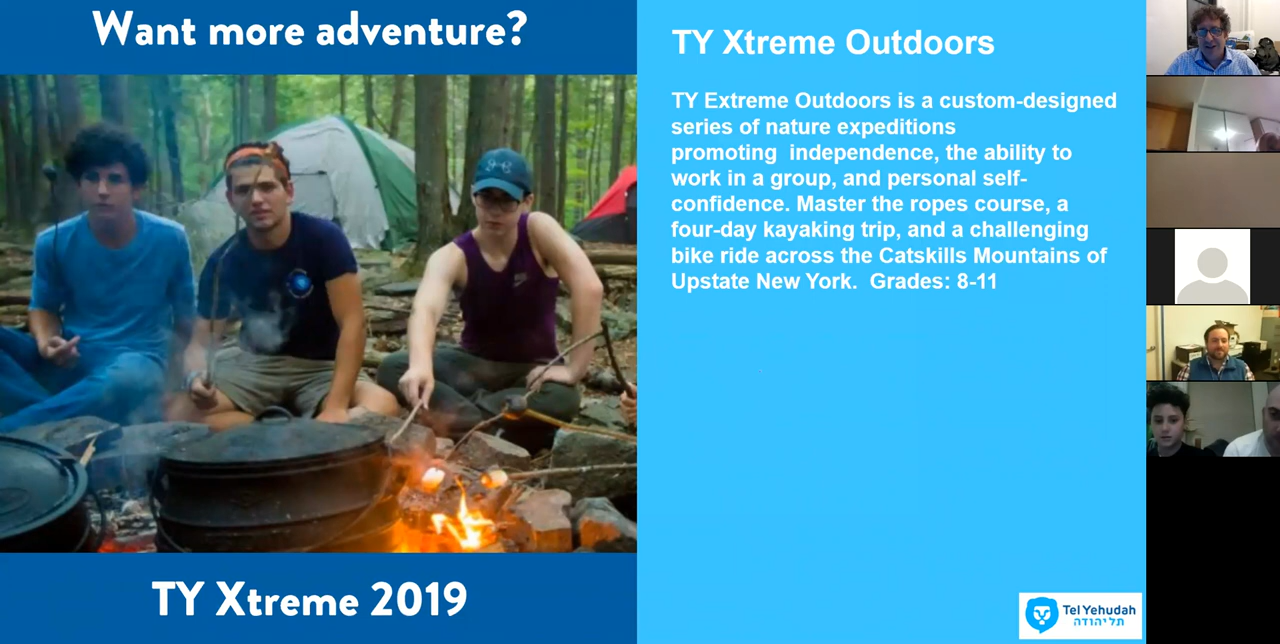 Want more adventure?
TY Xtreme 2019
TY Xtreme Outdoors
TY Extreme Outdoors is a custom-designed
series of nature expeditions
promoting  independence, the ability to
work in a group, and personal self-
confidence. Master the ropes course, a
four-day kayaking trip, and a challenging
bike ride across the Catskills Mountains of
Upstate New York.  Grades: 8-11
Tel Yehudah
תל יהודה